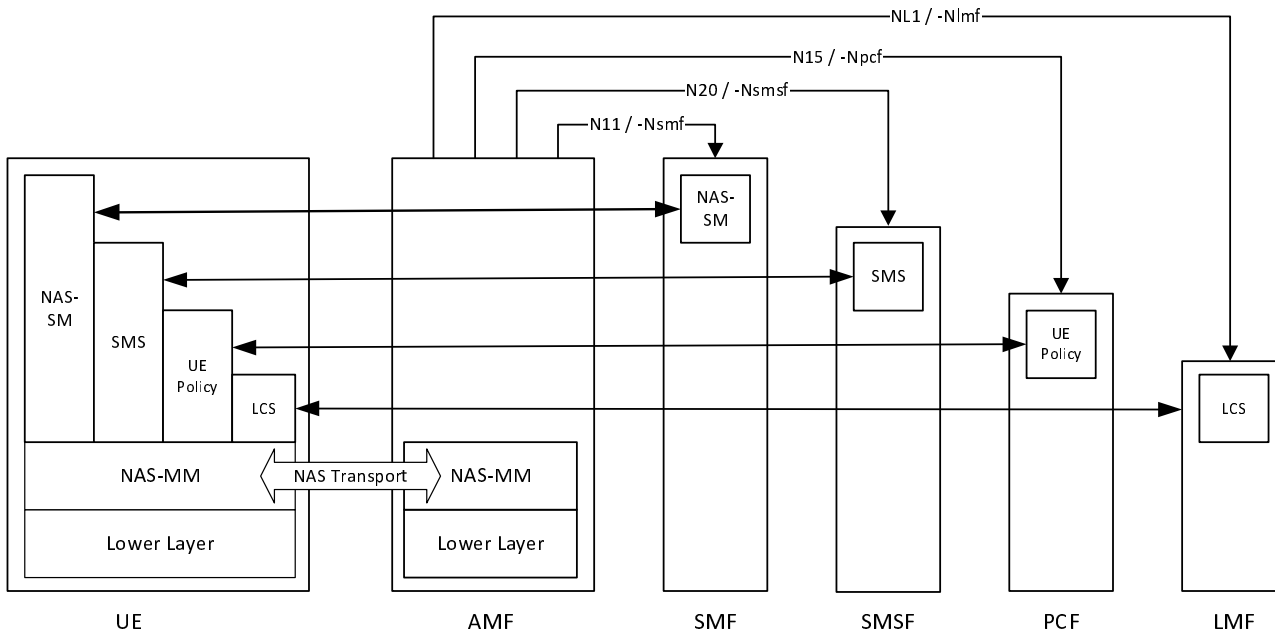 NL1 / -Nlmf
N15 / -Npcf
N20 / -Nsmsf
N11 / -Nsmf
NAS-
SM
NAS-
SM
SMS
SMS
UE
Policy
UE
Policy
LCS
LCS
NAS-MM
NAS Transport
NAS-MM
Lower Layer
Lower Layer
UE
AMF
SMF
SMSF
PCF
LMF